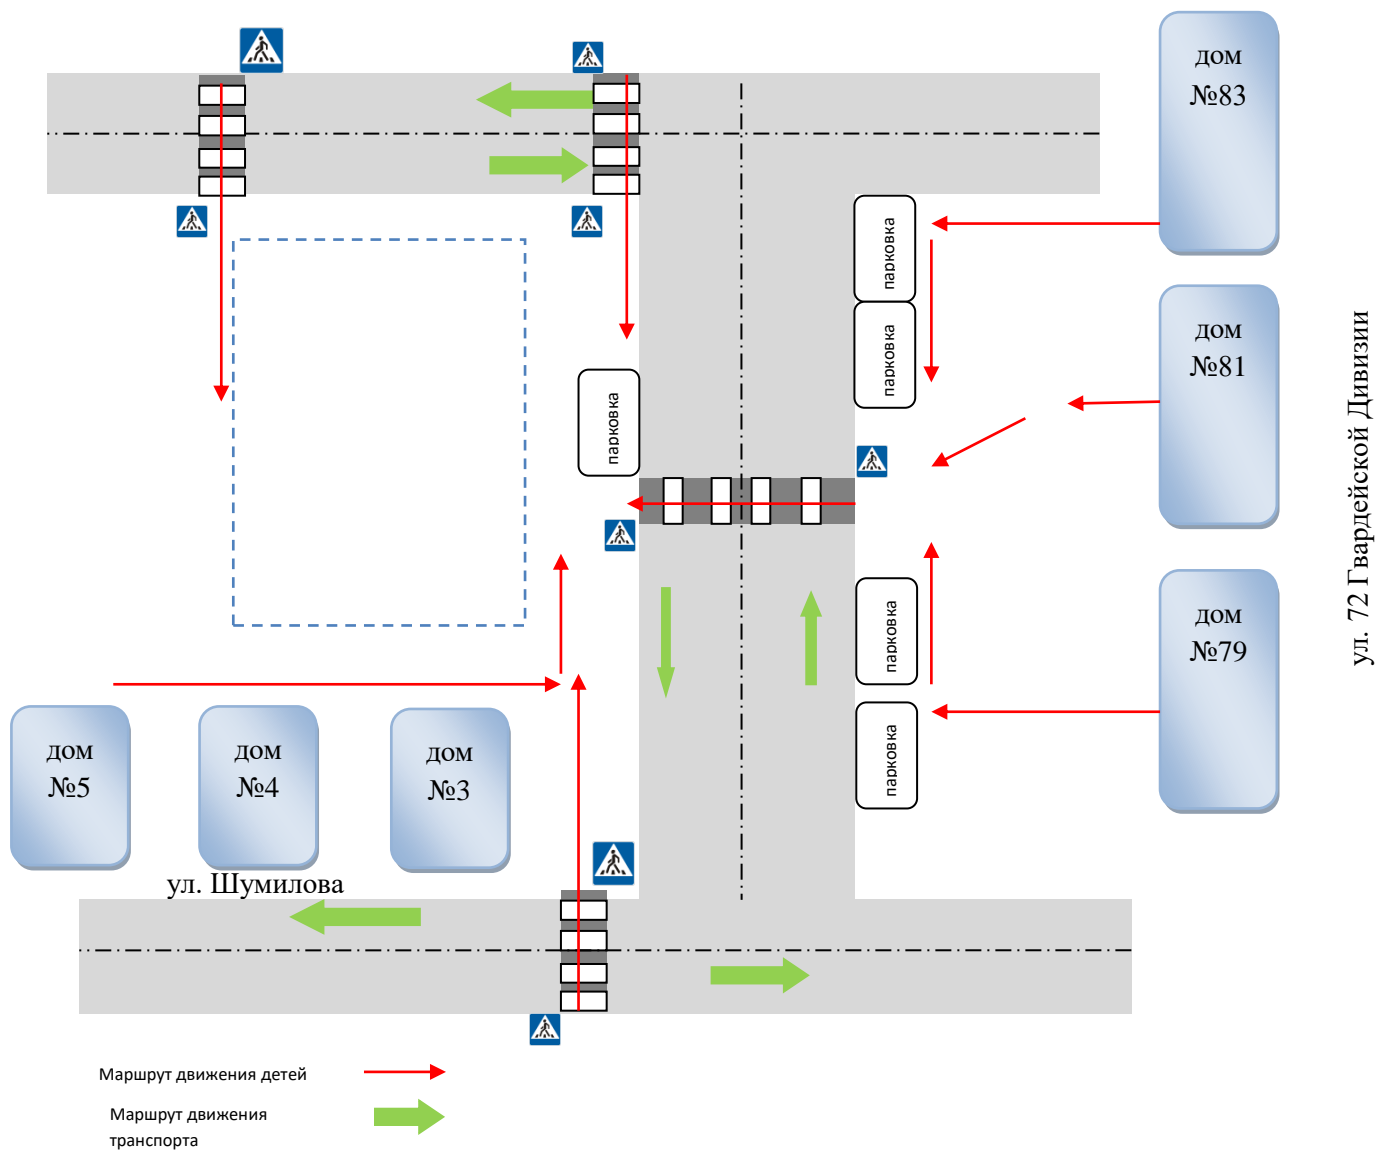 дом
№83
парковка
парковка
дом
№81
ул. 72 Гвардейской Дивизии
парковка
парковка
дом
№79
парковка
дом
№5
дом
№4
дом
№3
ул. Шумилова
Маршрут движения детей
Маршрут движения
транспорта